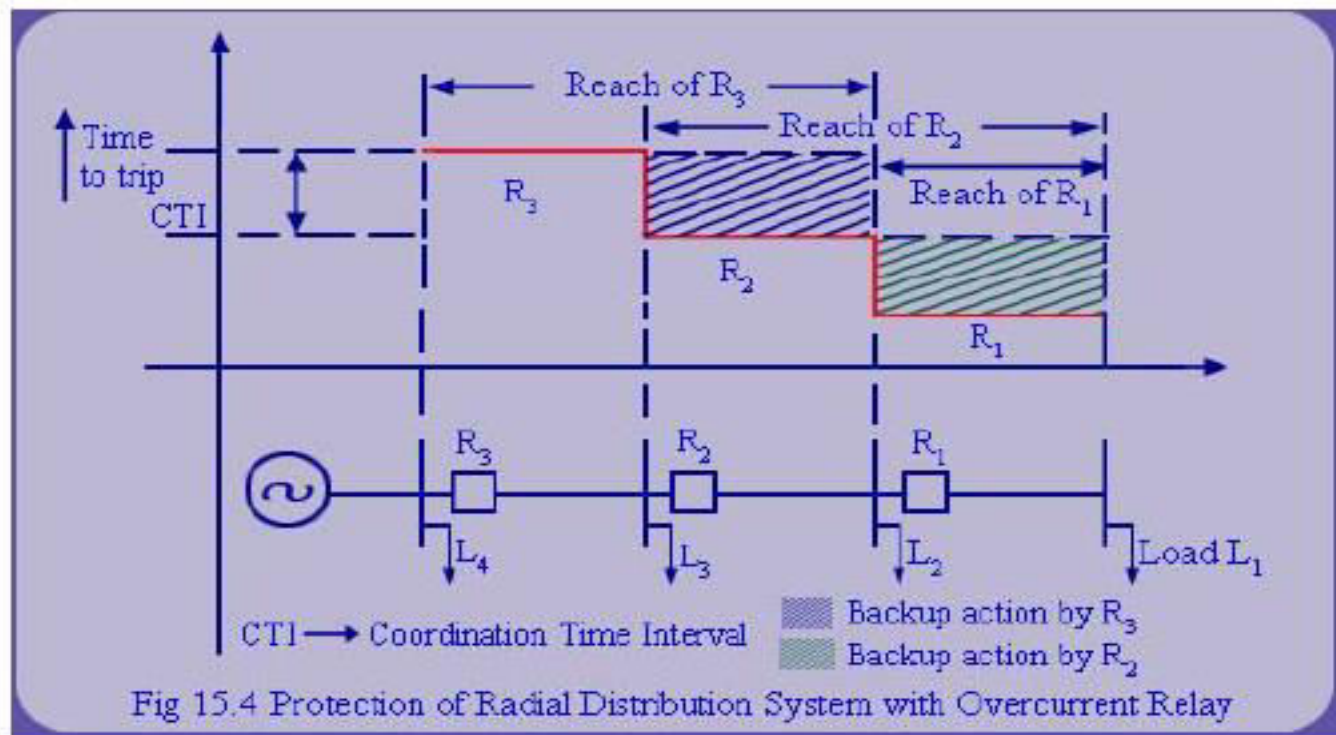 Reach of R₃
Reach of R₂
Reach of R₁
Time
to trip
CTI
R₃
R₂
R₁
R₃
R₂
R₁
L₄
L₃
L₂
Load L₁
CTI → Coordination Time Interval
Backup action by R₃
Backup action by R₂
Fig 15.4 Protection of Radial Distribution System with Overcurrent Relay